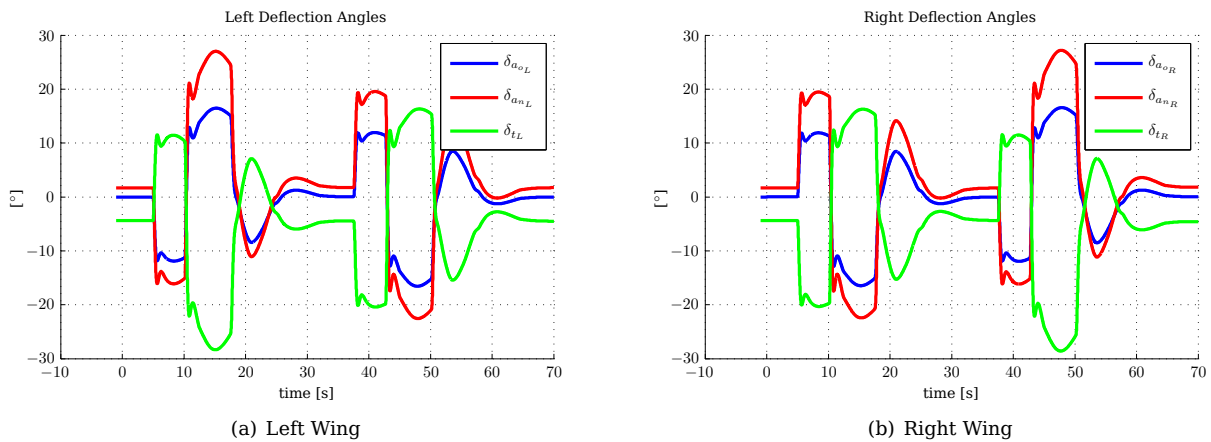 Left Deflection Angles
30
20
10
0
−10
−20
−30
[°]
−10 0 10 20 30 40 50 60 70
time [s]
δ_{a_{o_L}}
δ_{a_{n_L}}
δ_{t_L}
(a) Left Wing
Right Deflection Angles
30
20
10
0
−10
−20
−30
[°]
−10 0 10 20 30 40 50 60 70
time [s]
δ_{a_{o_R}}
δ_{a_{n_R}}
δ_{t_R}
(b) Right Wing